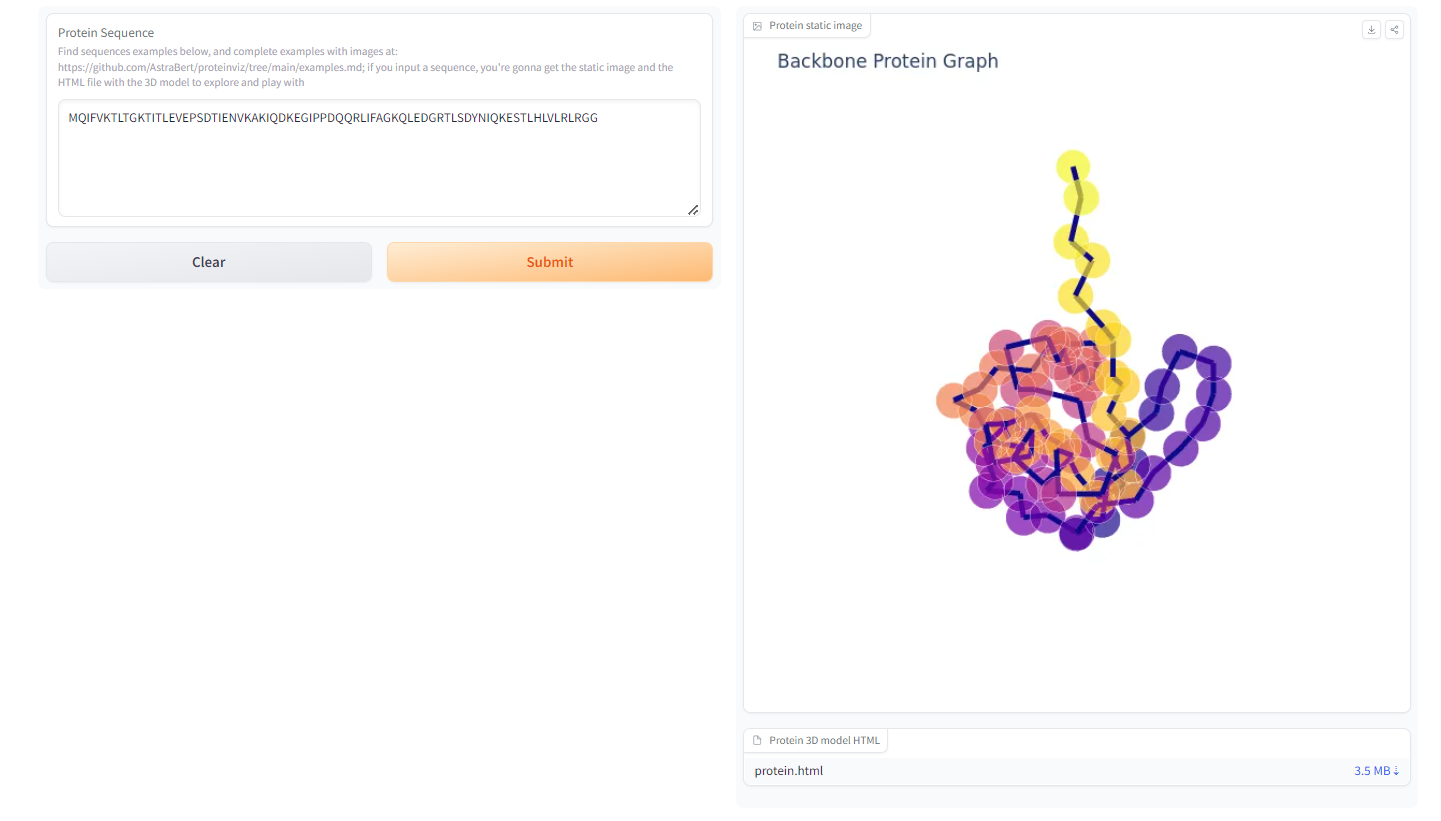 Protein Sequence
Find sequences examples below, and complete examples with images at:
https://github.com/AstraBert/proteinviz/tree/main/examples.md; if you input a sequence, you're gonna get the static image and the
HTML file with the 3D model to explore and play with
MQIFVKTLTGKTITLEVEPSDTIENVKAKIQDKEGIPPDQQRLIFAGKQLEDGRTLSDYNIQKESTLHLVLRLRGG
Clear
Submit
Protein static image
Backbone Protein Graph
Protein 3D model HTML
protein.html
3.5 MB⇣